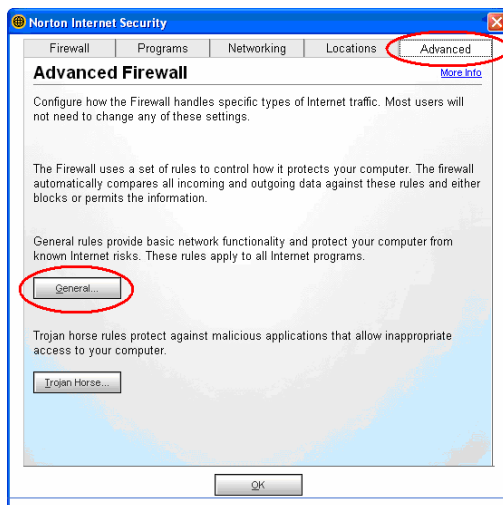 Norton Internet Security
Firewall Programs Networking Locations Advanced
Advanced Firewall More Info
Configure how the Firewall handles specific types of Internet traffic. Most users will
not need to change any of these settings.
The Firewall uses a set of rules to control how it protects your computer. The firewall
automatically compares all incoming and outgoing data against these rules and either
blocks or permits the information.
General rules provide basic network functionality and protect your computer from
known Internet risks. These rules apply to all Internet programs.
General...
Trojan horse rules protect against malicious applications that allow inappropriate
access to your computer.
Trojan Horse...
OK